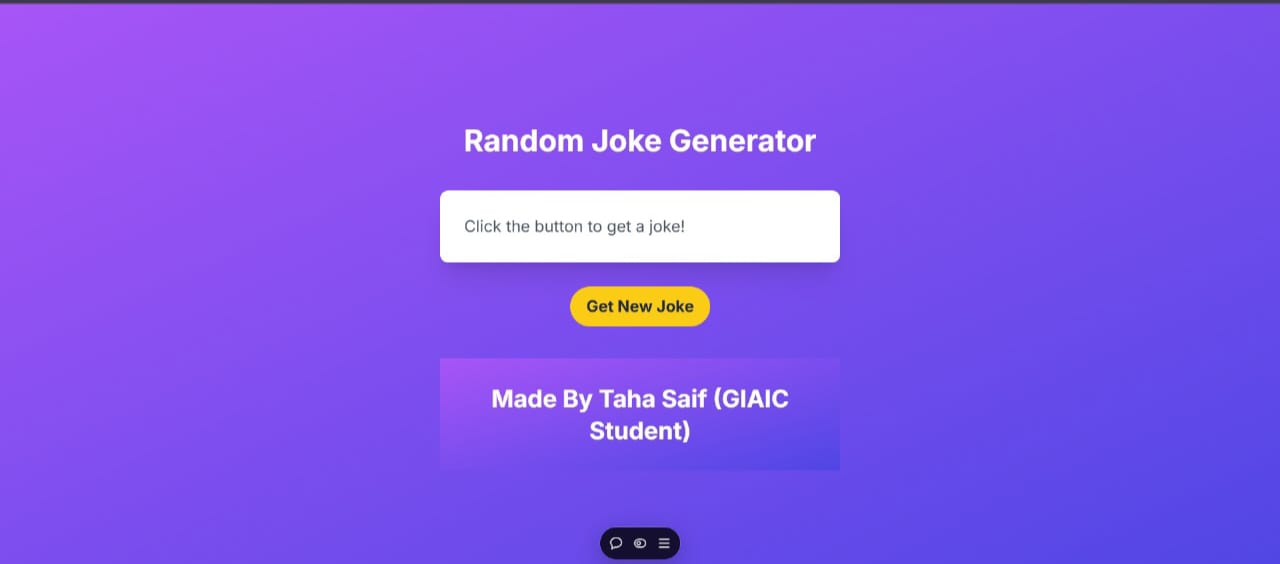 Random Joke Generator
Click the button to get a joke!
Get New Joke
Made By Taha Saif (GIAIC
Student)